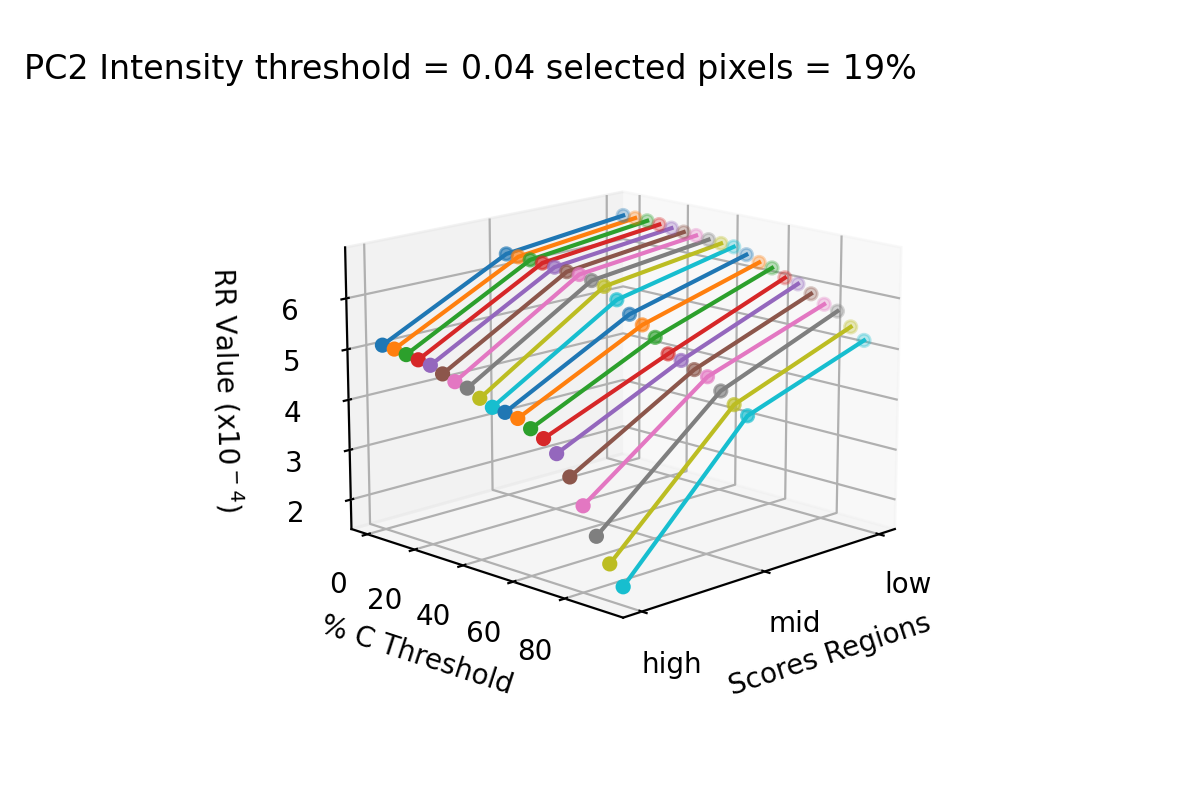 PC2 Intensity threshold = 0.04 selected pixels = 19%
RR Value (x10⁻⁴)
6
5
4
3
2
0
20
40
60
80
% C Threshold
high
mid
low
Scores Regions